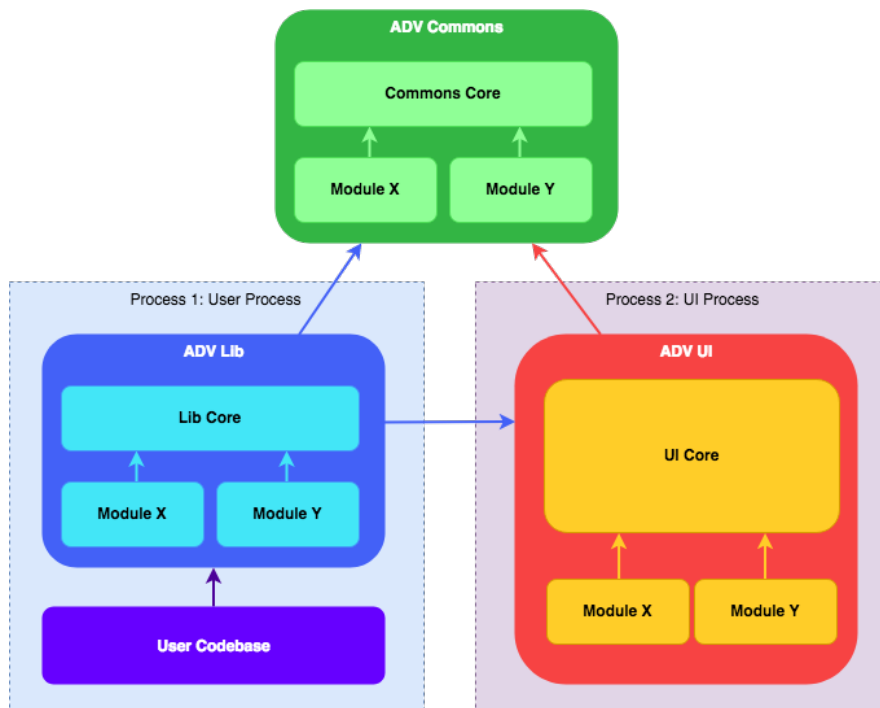 ADV Commons
Commons Core
Module X
Module Y
Process 1: User Process
ADV Lib
Lib Core
Module X
Module Y
User Codebase
Process 2: UI Process
ADV UI
UI Core
Module X
Module Y